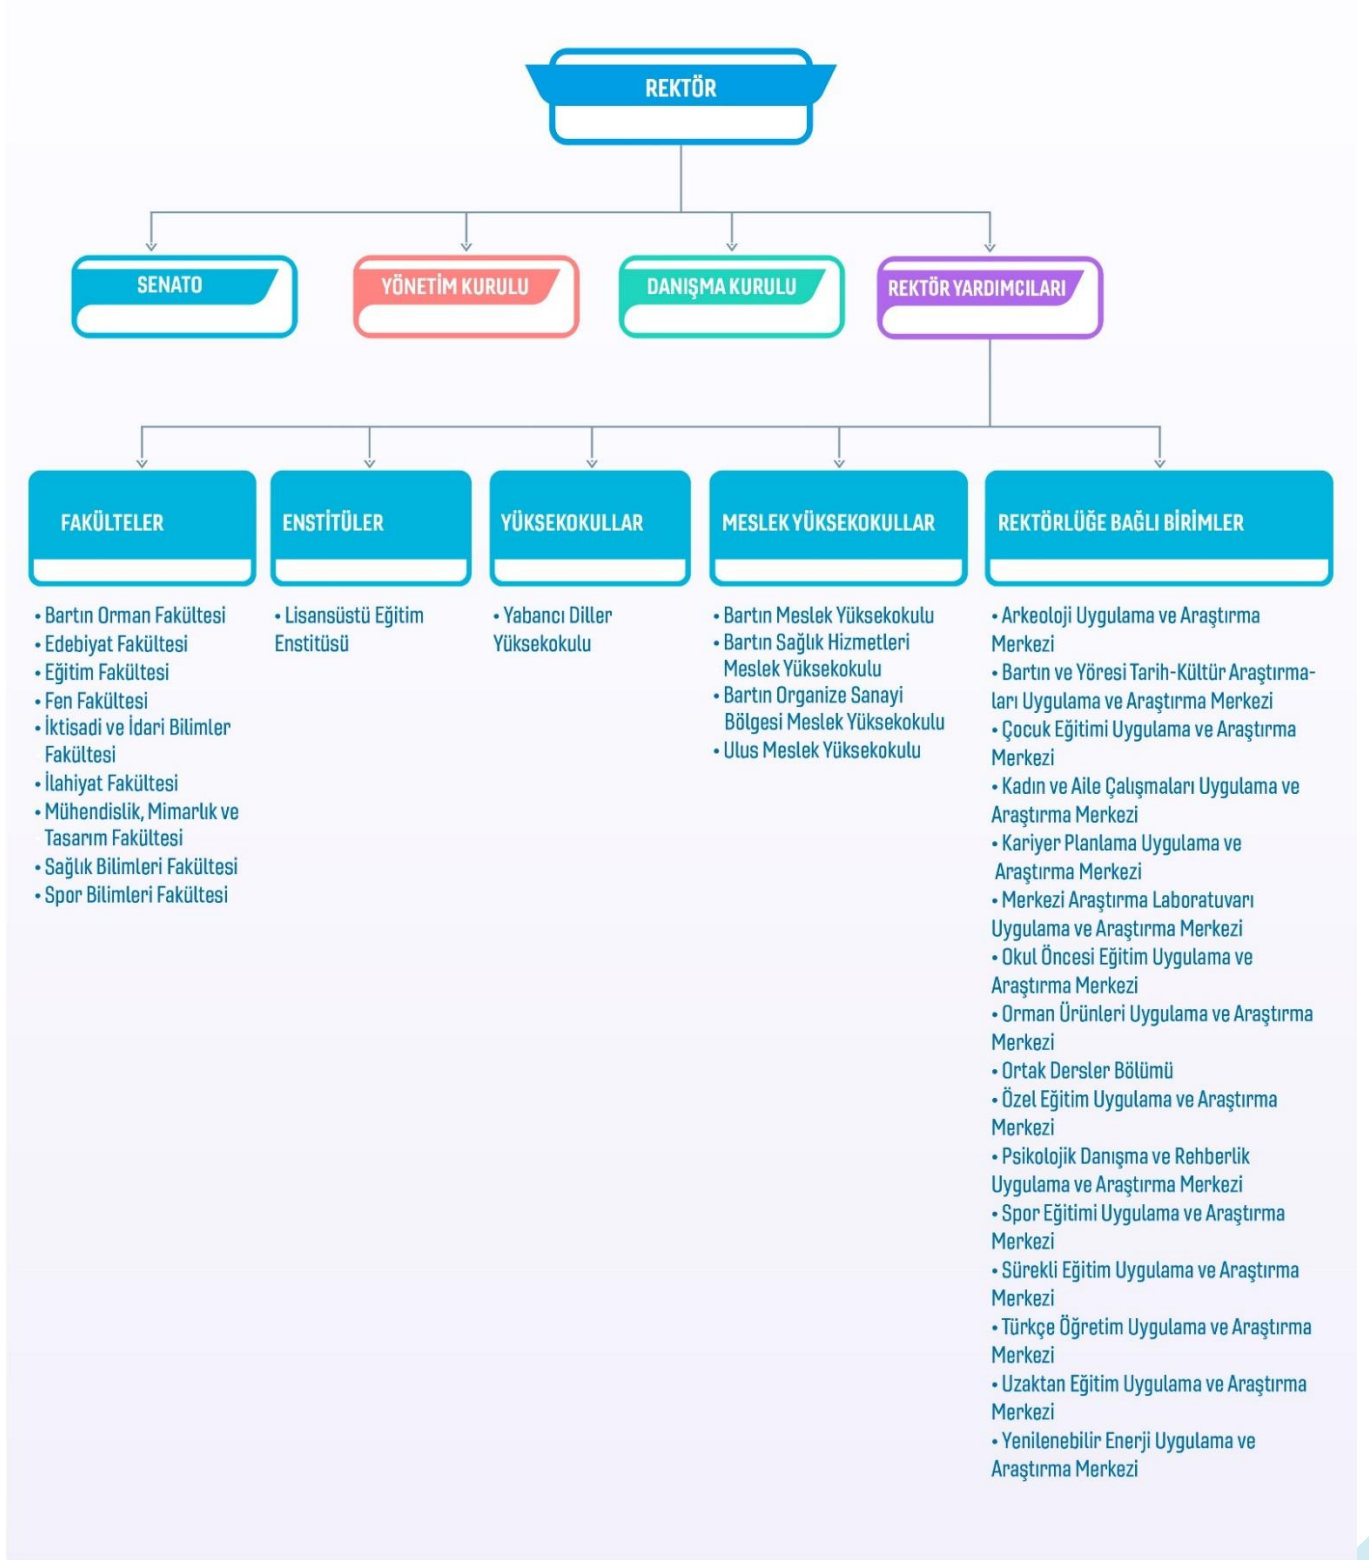 REKTÖR
SENATO
YÖNETİM KURULU
DANIŞMA KURULU
REKTÖR YARDIMCILARI
FAKÜLTELER
ENSTİTÜLER
YÜKSEKOKULLAR
MESLEK YÜKSEKOKULLAR
REKTÖRLÜĞE BAĞLI BİRİMLER
• Bartın Orman Fakültesi
• Edebiyat Fakültesi
• Eğitim Fakültesi
• Fen Fakültesi
• İktisadi ve İdari Bilimler
Fakültesi
• İlahiyat Fakültesi
• Mühendislik, Mimarlık ve
Tasarım Fakültesi
• Sağlık Bilimleri Fakültesi
• Spor Bilimleri Fakültesi
• Lisansüstü Eğitim
Enstitüsü
• Yabancı Diller
Yüksekokulu
• Bartın Meslek Yüksekokulu
• Bartın Sağlık Hizmetleri
Meslek Yüksekokulu
• Bartın Organize Sanayi
Bölgesi Meslek Yüksekokulu
• Ulus Meslek Yüksekokulu
• Arkeoloji Uygulama ve Araştırma
Merkezi
• Bartın ve Yöresi Tarih-Kültür Araştırma-
ları Uygulama ve Araştırma Merkezi
• Çocuk Eğitimi Uygulama ve Araştırma
Merkezi
• Kadın ve Aile Çalışmaları Uygulama ve
Araştırma Merkezi
• Kariyer Planlama Uygulama ve
Araştırma Merkezi
• Merkezi Araştırma Laboratuvarı
Uygulama ve Araştırma Merkezi
• Okul Öncesi Eğitim Uygulama ve
Araştırma Merkezi
• Orman Ürünleri Uygulama ve Araştırma
Merkezi
• Ortak Dersler Bölümü
• Özel Eğitim Uygulama ve Araştırma
Merkezi
• Psikolojik Danışma ve Rehberlik
Uygulama ve Araştırma Merkezi
• Spor Eğitimi Uygulama ve Araştırma
Merkezi
• Sürekli Eğitim Uygulama ve Araştırma
Merkezi
• Türkçe Öğretim Uygulama ve Araştırma
Merkezi
• Uzaktan Eğitim Uygulama ve Araştırma
Merkezi
• Yenilenebilir Enerji Uygulama ve
Araştırma Merkezi